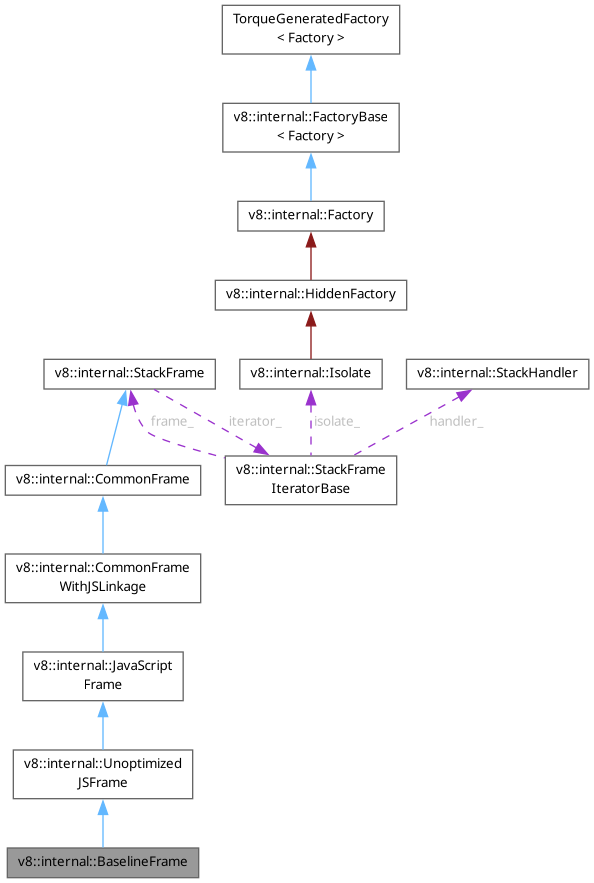 TorqueGeneratedFactory
< Factory >
v8::internal::FactoryBase
< Factory >
v8::internal::Factory
v8::internal::HiddenFactory
v8::internal::StackFrame
v8::internal::Isolate
v8::internal::StackHandler
frame_
iterator_
isolate_
handler_
v8::internal::CommonFrame
v8::internal::StackFrame
IteratorBase
v8::internal::CommonFrame
WithJSLinkage
v8::internal::JavaScript
Frame
v8::internal::Unoptimized
JSFrame
v8::internal::BaselineFrame